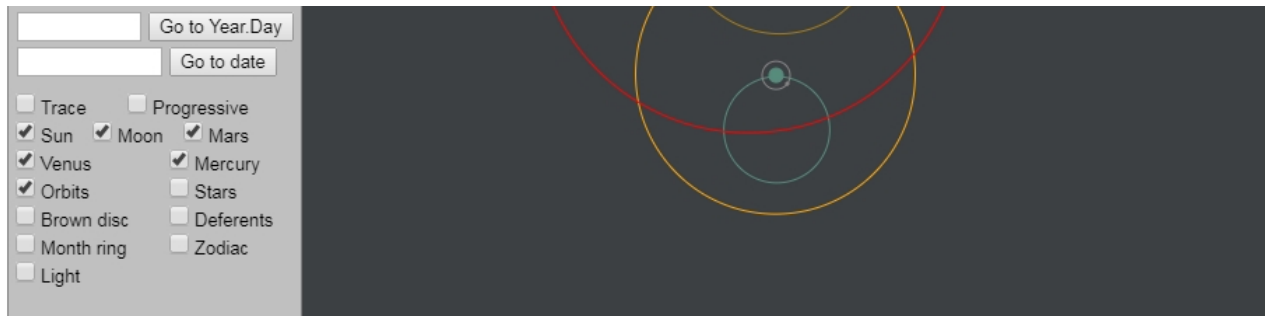 Go to Year.Day
Go to date
Trace Progressive
Sun Moon Mars
Venus Mercury
Orbits Stars
Brown disc Deferents
Month ring Zodiac
Light